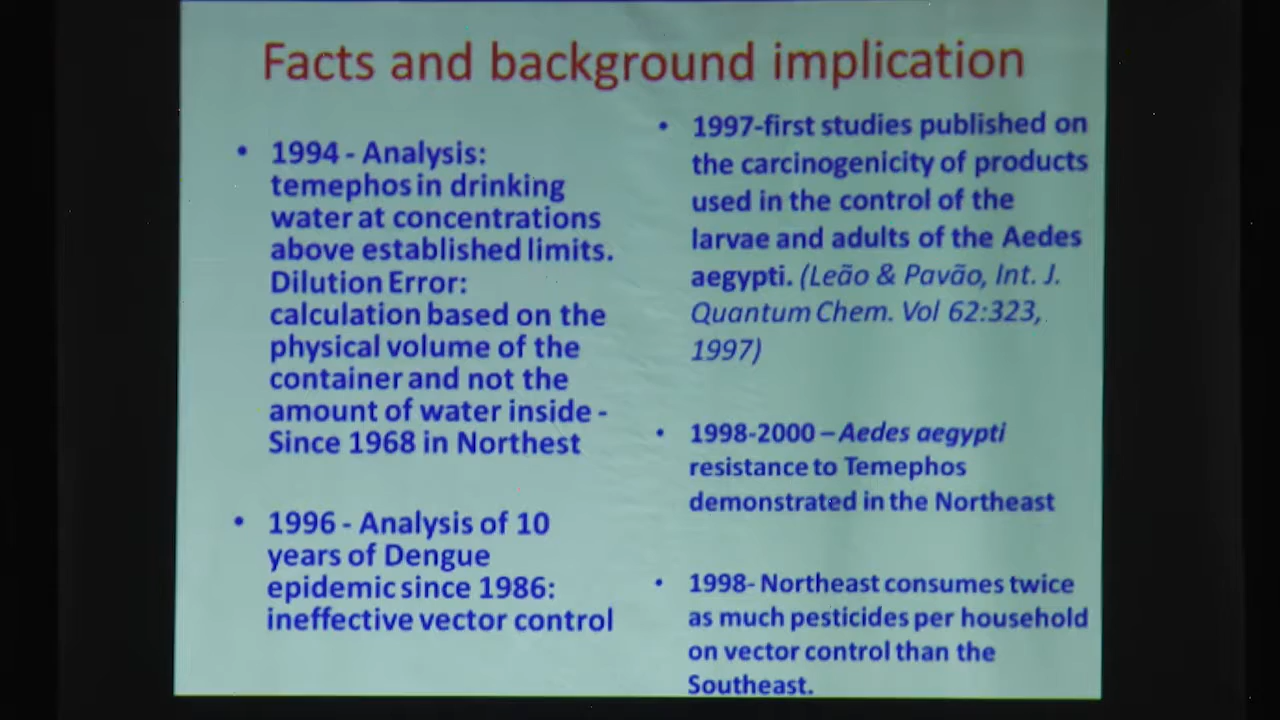 Facts and background implication
• 1994 - Analysis:
temephos in drinking
water at concentrations
above established limits.
Dilution Error:
calculation based on the
physical volume of the
container and not the
amount of water inside -
Since 1968 in Northest
• 1996 - Analysis of 10
years of Dengue
epidemic since 1986:
ineffective vector control
• 1997-first studies published on
the carcinogenicity of products
used in the control of the
larvae and adults of the Aedes
aegypti. (Leão & Pavão, Int. J.
Quantum Chem. Vol 62:323,
1997)
• 1998-2000 – Aedes aegypti
resistance to Temephos
demonstrated in the Northeast
• 1998- Northeast consumes twice
as much pesticides per household
on vector control than the
Southeast.